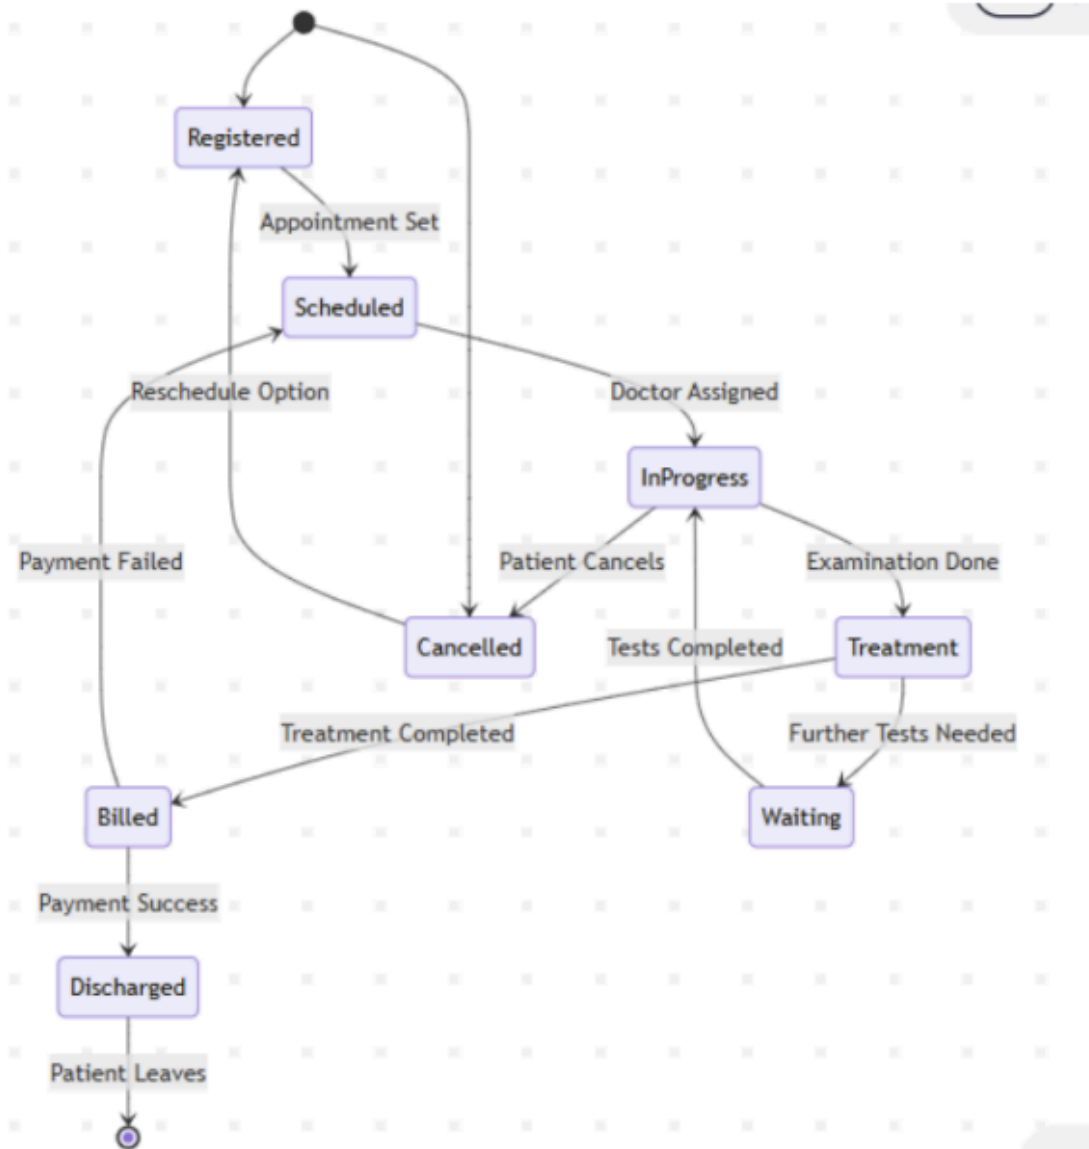 Registered
Appointment Set
Scheduled
Reschedule Option
Doctor Assigned
InProgress
Payment Failed
Patient Cancels
Examination Done
Cancelled
Tests Completed
Treatment
Treatment Completed
Further Tests Needed
Billed
Waiting
Payment Success
Discharged
Patient Leaves